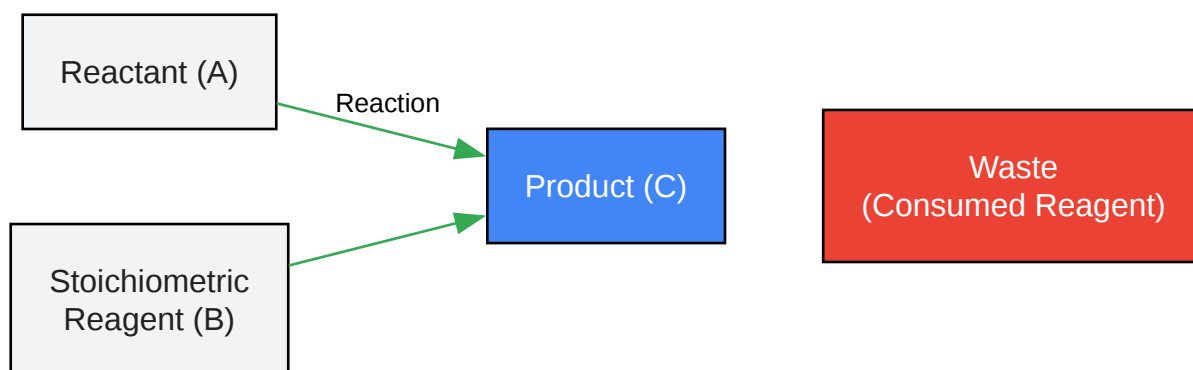 Reactant (A)
Reaction
Product (C)
Waste
(Consumed Reagent)
Stoichiometric
Reagent (B)